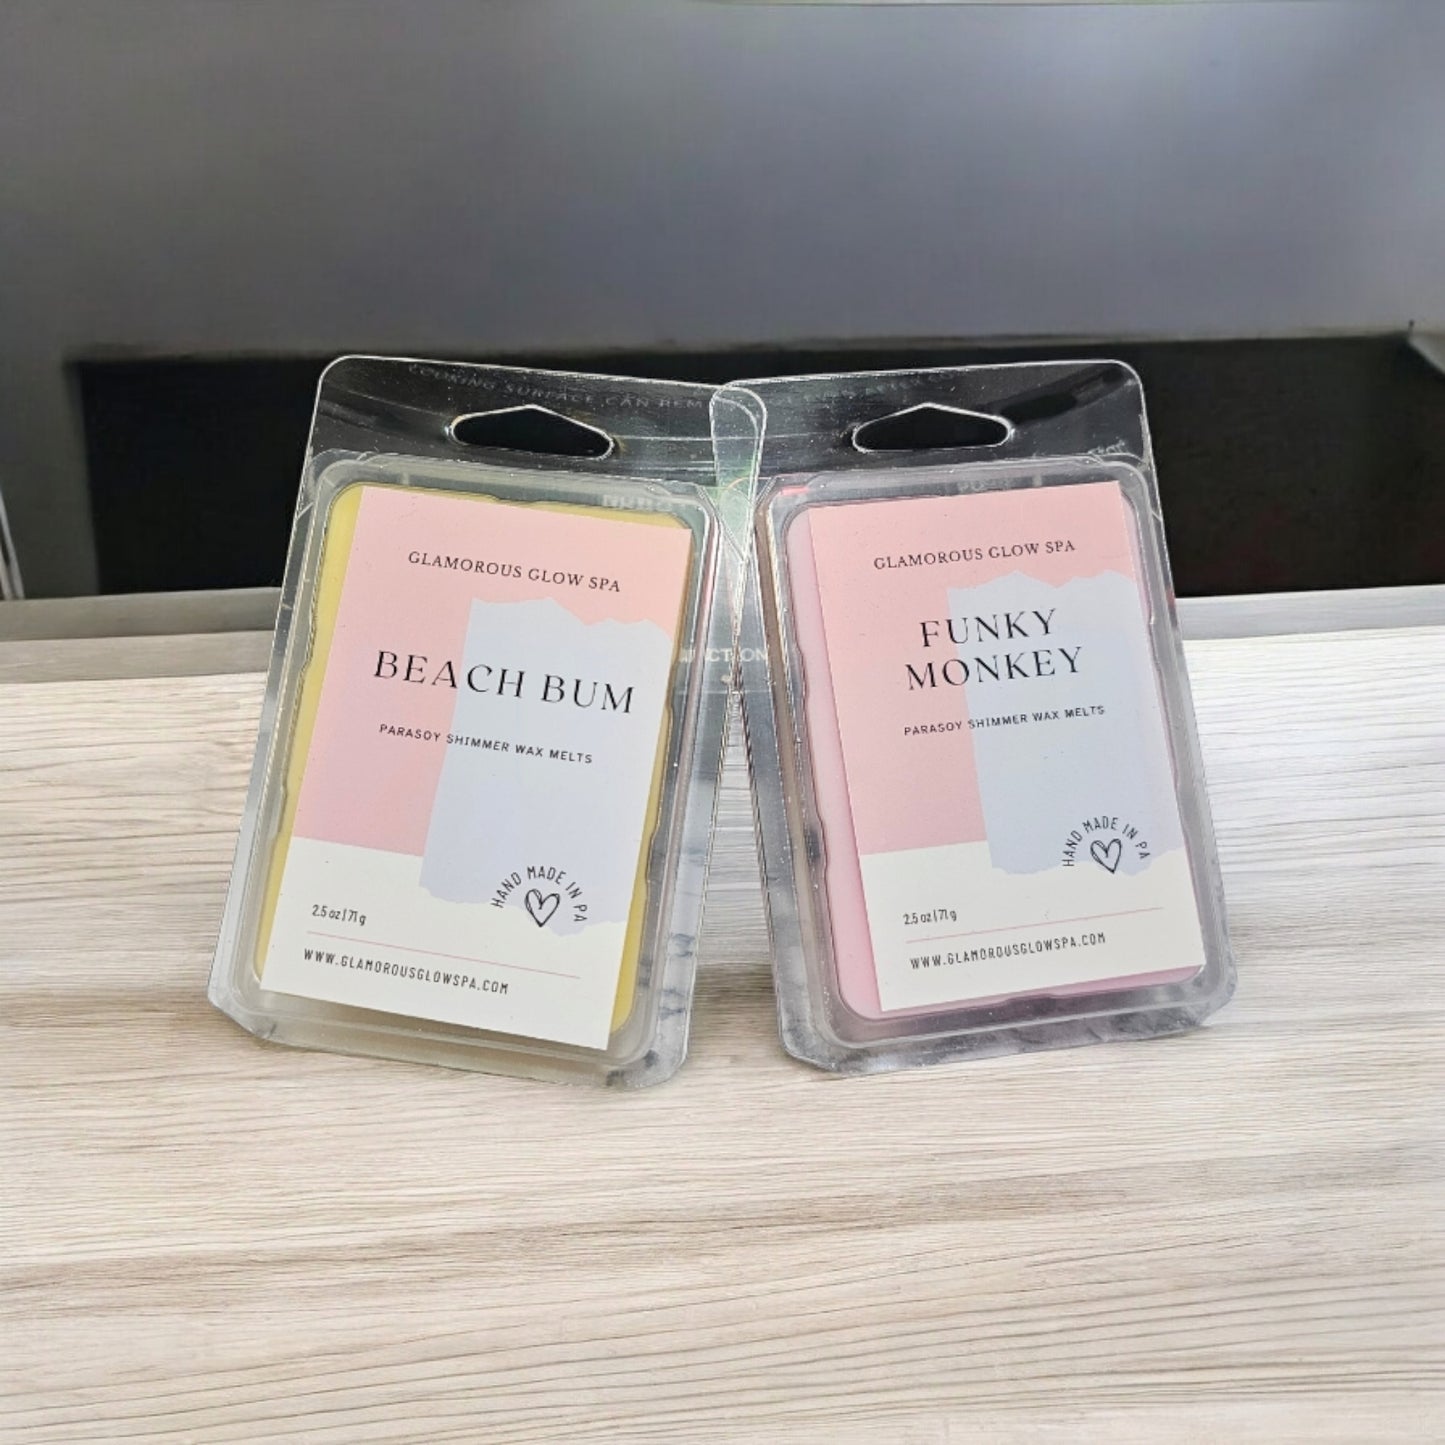 GLAMOROUS GLOW SPA
BEACH BUM
PARASOY SHIMMER WAX MELTS
HAND MADE IN PA
2.5 oz | 71 g
WWW.GLAMOROUSGLOWSPA.COM
GLAMOROUS GLOW SPA
FUNKY
MONKEY
PARASOY SHIMMER WAX MELTS
HAND MADE IN PA
2.5 oz | 71 g
WWW.GLAMOROUSGLOWSPA.COM